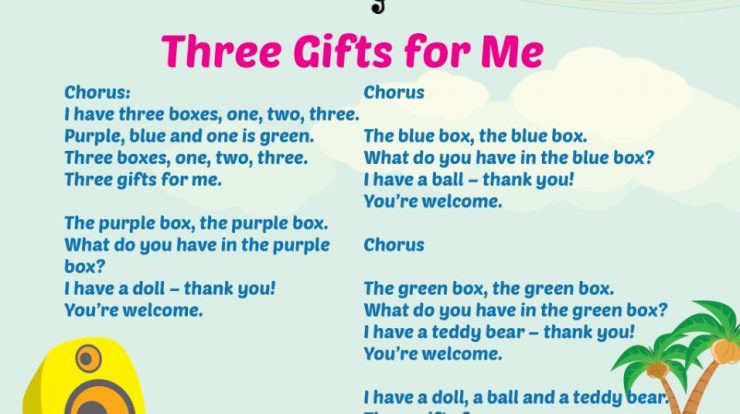 Three Gifts for Me
Chorus:
I have three boxes, one, two, three.
Purple, blue and one is green.
Three boxes, one, two, three.
Three gifts for me.
The purple box, the purple box.
What do you have in the purple
box?
I have a doll – thank you!
You’re welcome.
Chorus
The blue box, the blue box.
What do you have in the blue box?
I have a ball – thank you!
You’re welcome.
Chorus
The green box, the green box.
What do you have in the green box?
I have a teddy bear – thank you!
You’re welcome.
I have a doll, a ball and a teddy bear.